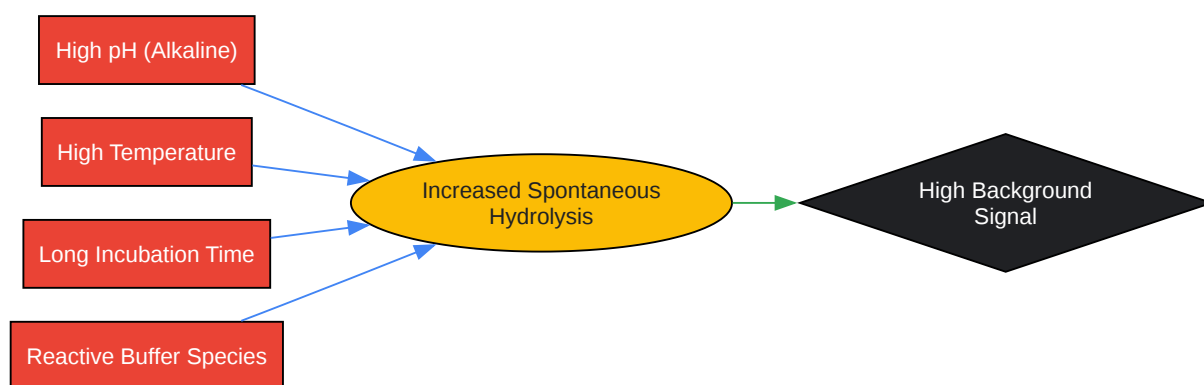 High pH (Alkaline)
High Temperature
Long Incubation Time
Reactive Buffer Species
Increased Spontaneous
Hydrolysis
High Background
Signal